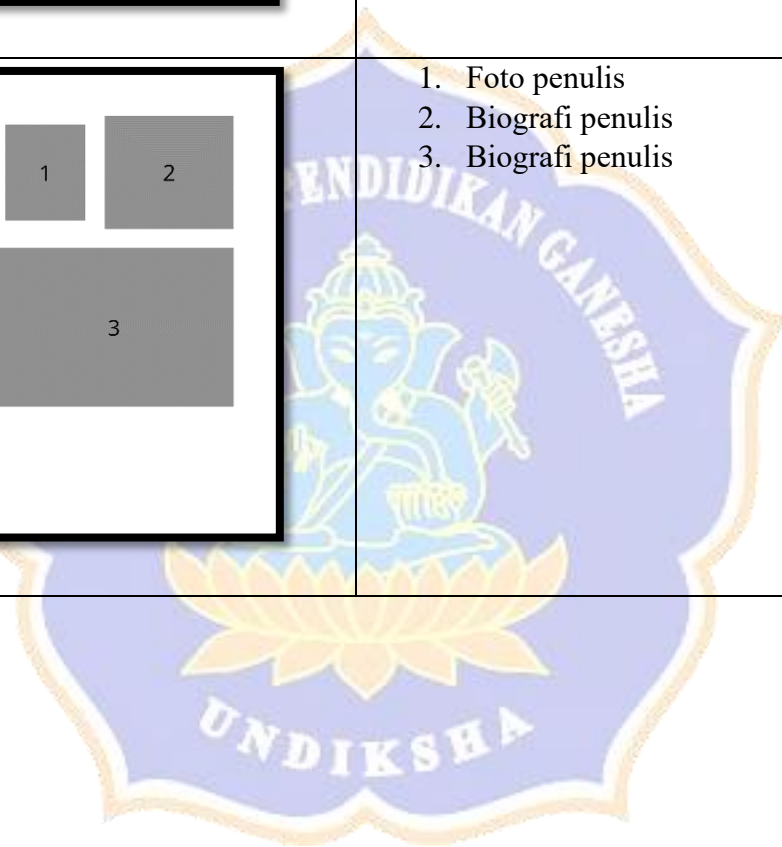 1
2
3
1. Foto penulis
2. Biografi penulis
3. Biografi penulis
PENDIDIKAN GANESHA
UNDIKSHA